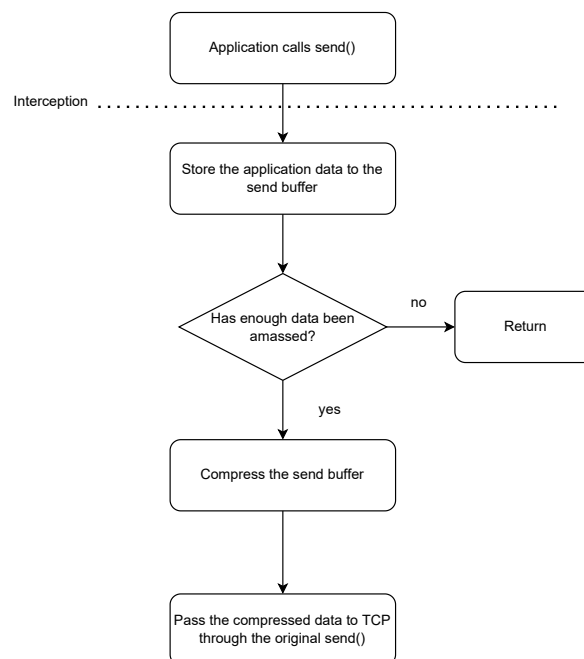 Application calls send()
Interception
Store the application data to the
send buffer
Has enough data been
amassed?
no
Return
yes
Compress the send buffer
Pass the compressed data to TCP
through the original send()